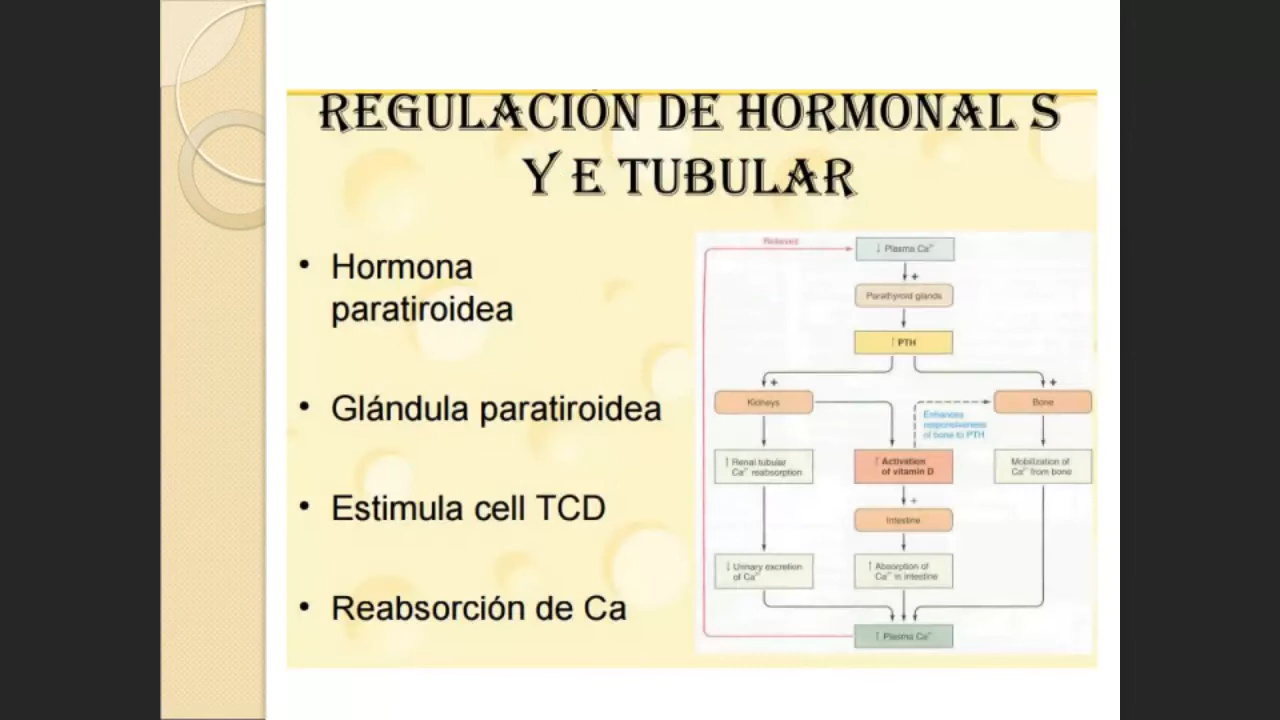 REGULACIÓN DE HORMONAL S
Y E TUBULAR
• Hormona
paratiroidea
• Glándula paratiroidea
• Estimula cell TCD
• Reabsorción de Ca
Relieves
↓ Plasma Ca²⁺
+
Parathyroid glands
↑ PTH
+
+
Kidneys
Bone
Enhances
responsiveness
of bone to PTH
↑ Renal tubular
Ca²⁺ reabsorption
↑ Activation
of vitamin D
Mobilization of
Ca²⁺ from bone
+
Intestine
↓ Urinary excretion
of Ca²⁺
↑ Absorption of
Ca²⁺ in intestine
↑ Plasma Ca²⁺